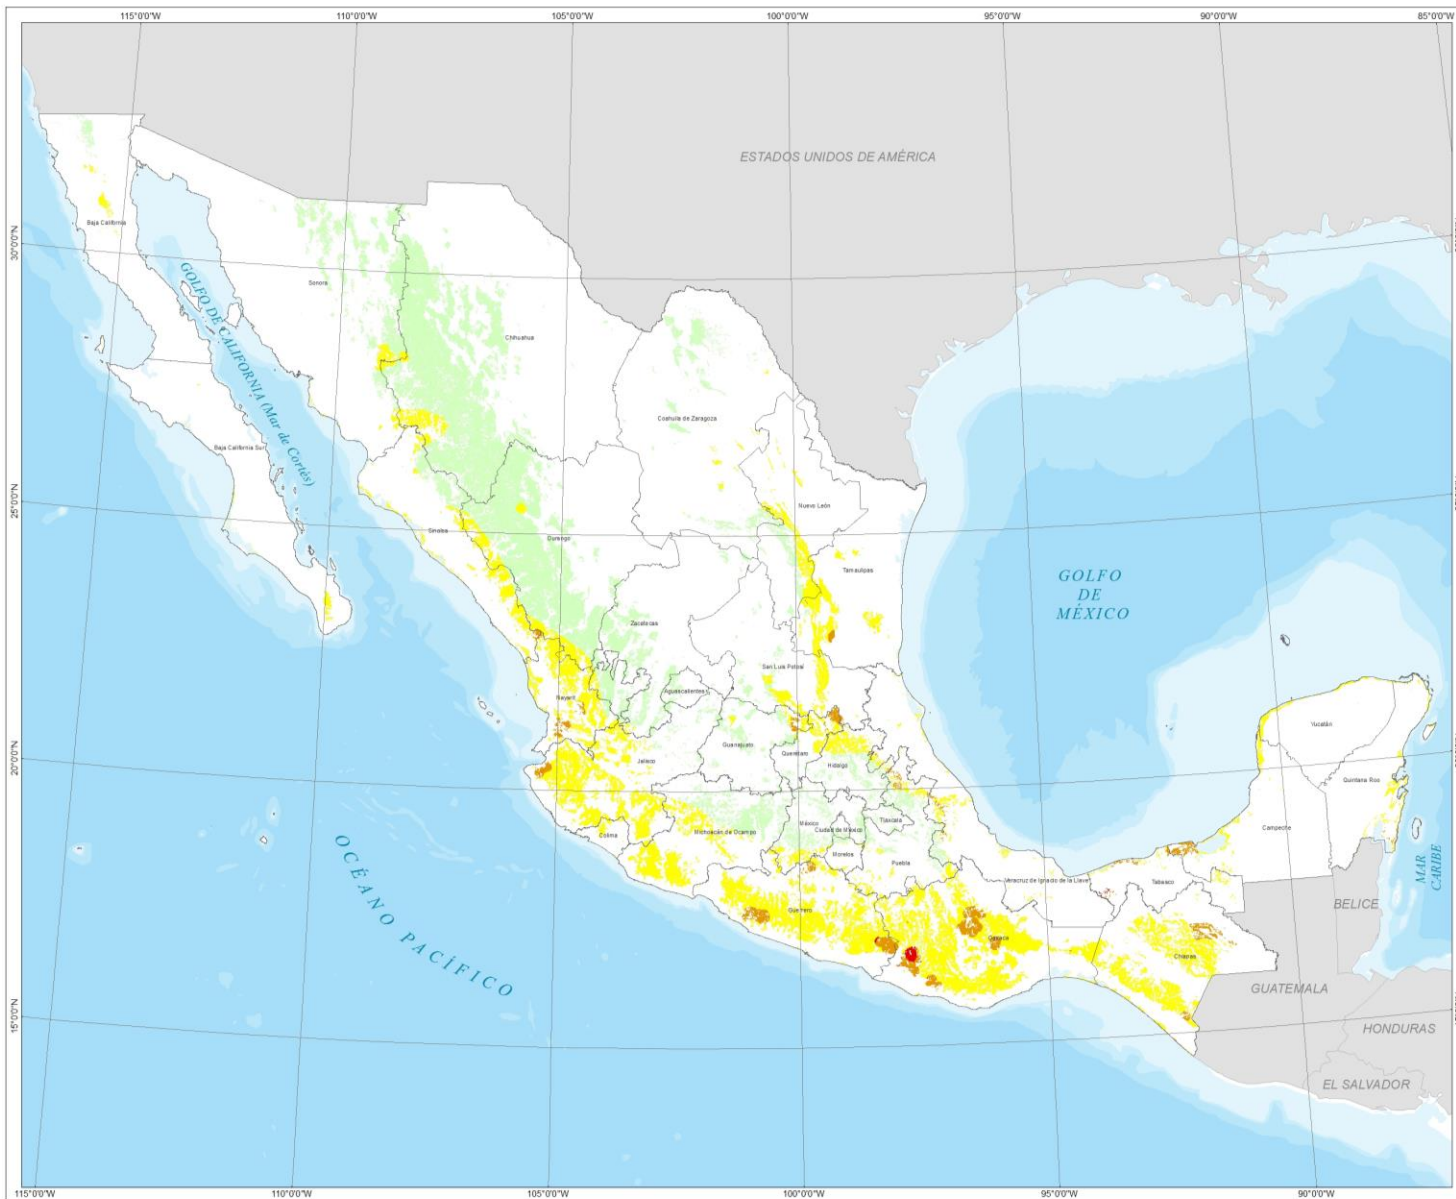 115°0'0"W
110°0'0"W
105°0'0"W
100°0'0"W
95°0'0"W
90°0'0"W
85°0'0"W
ESTADOS UNIDOS DE AMÉRICA
Baja California
30°0'0"N
Sonora
GOLFO DE CALIFORNIA (Mar de Cortés)
Chihuahua
Coahuila de Zaragoza
Baja California Sur
25°0'0"N
Nuevo León
Sinaloa
Durango
Tamaulipas
GOLFO
DE
MÉXICO
Zacatecas
San Luis Potosí
Aguascalientes
Nayarit
Yucatán
20°0'0"N
Guanajuato
Querétaro
Jalisco
Hidalgo
Quintana Roo
México
Tlaxcala
Ciudad de México
Michoacán de Ocampo
Colima
Campeche
Morelos
Puebla
MAR
CARIBE
Veracruz de Ignacio de la Llave
Tabasco
BELICE
Guerrero
Oaxaca
Chiapas
OCÉANO PACÍFICO
GUATEMALA
15°0'0"N
HONDURAS
EL SALVADOR
115°0'0"W
110°0'0"W
105°0'0"W
100°0'0"W
95°0'0"W
90°0'0"W